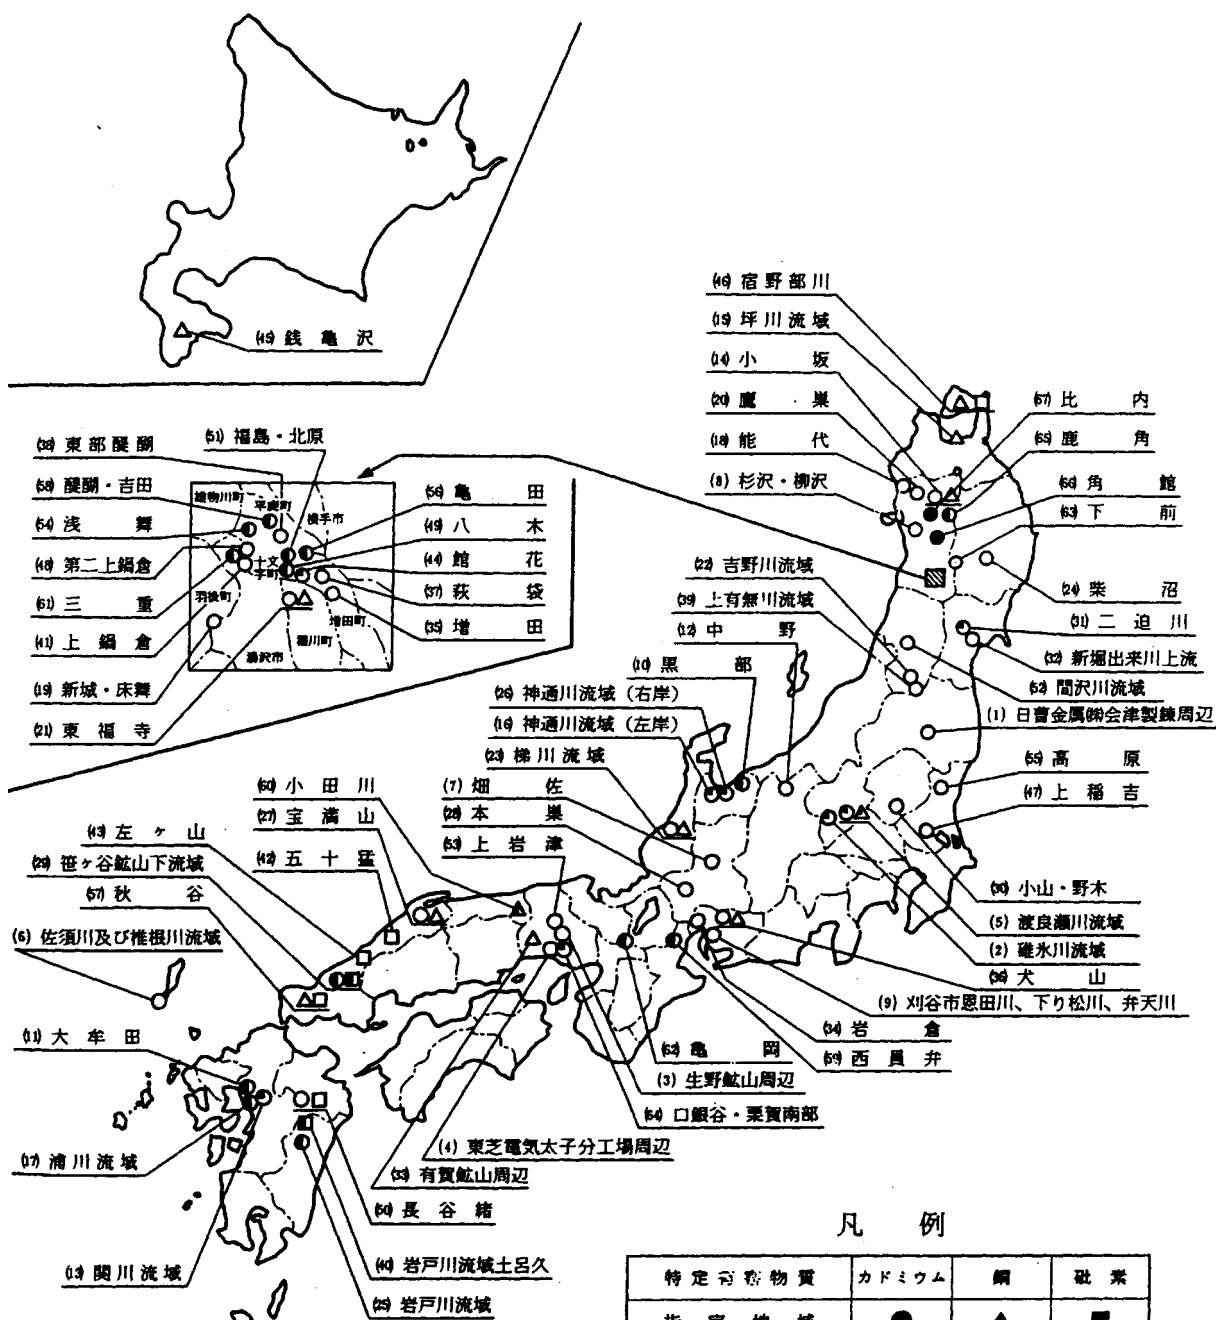 (45) 銭亀沢
(46) 宿野部川
(15) 坪川流域
(14) 小坂
(20) 鷹巣
(18) 能代
(8) 杉沢・柳沢
(67) 比内
(65) 鹿角
(66) 角館
(63) 下前
(24) 柴沼
(31) 二迫川
(32) 新堀出来川上流
(52) 間沢川流域
(1) 日曹金属㈱会津製錬周辺
(55) 高原
(47) 上稲吉
(22) 吉野川流域
(39) 上有無川流域
(12) 中野
(10) 黒部
(26) 神通川流域（右岸）
(16) 神通川流域（左岸）
(23) 梯川流域
(7) 畑佐
(28) 本巣
(53) 上岩津
(38) 東部醍醐
(58) 醍醐・吉田
(54) 浅舞
(48) 第二上鍋倉
(61) 三重
(41) 上鍋倉
(19) 新城・床舞
(21) 東福寺
(51) 福島・北原
(56) 亀田
(49) 八木
(44) 館花
(37) 萩袋
(35) 増田
雄物川町
平鹿町
横手市
十文字町
羽後町
増田町
稲川町
湯沢市
(60) 小田川
(27) 宝満山
(42) 五十猛
(43) 左ヶ山
(29) 笹ヶ谷鉱山下流域
(57) 秋谷
(6) 佐須川及び椎根川流域
(11) 大牟田
(17) 浦川流域
(13) 関川流域
(30) 小山・野木
(5) 渡良瀬川流域
(2) 碓氷川流域
(36) 犬山
(9) 刈谷市恩田川、下り松川、弁天川
(34) 岩倉
(59) 西員弁
(62) 亀岡
(3) 生野鉱山周辺
(64) 口銀谷・栗賀南部
(4) 東芝電気太子分工場周辺
(33) 有賀鉱山周辺
(50) 長谷緒
(40) 岩戸川流域土呂久
(25) 岩戸川流域
凡例
特定有害物質 カドミウム 銅 砒素
指定地域